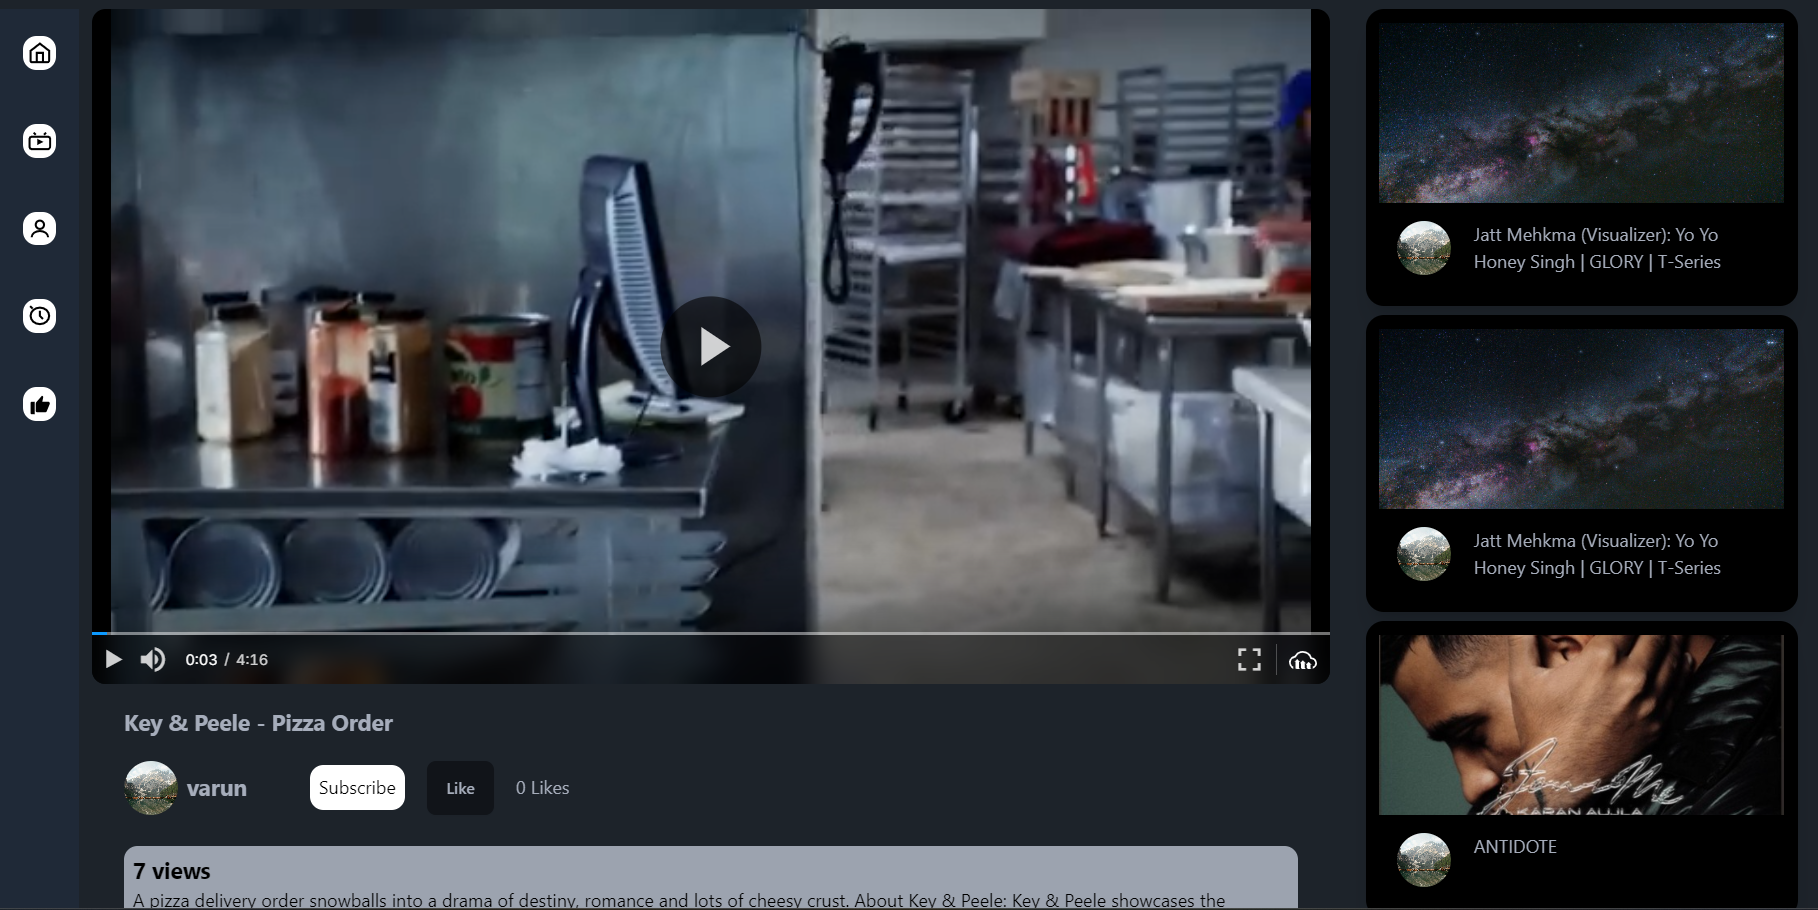 0:03 / 4:16
Key & Peele - Pizza Order
varun
Subscribe
Like
0 Likes
7 views
A pizza delivery order snowballs into a drama of destiny, romance and lots of cheesy crust. About Key & Peele: Key & Peele showcases the
Jatt Mehkma (Visualizer): Yo Yo
Honey Singh | GLORY | T-Series
Jatt Mehkma (Visualizer): Yo Yo
Honey Singh | GLORY | T-Series
KARAN AUJLA
ANTIDOTE